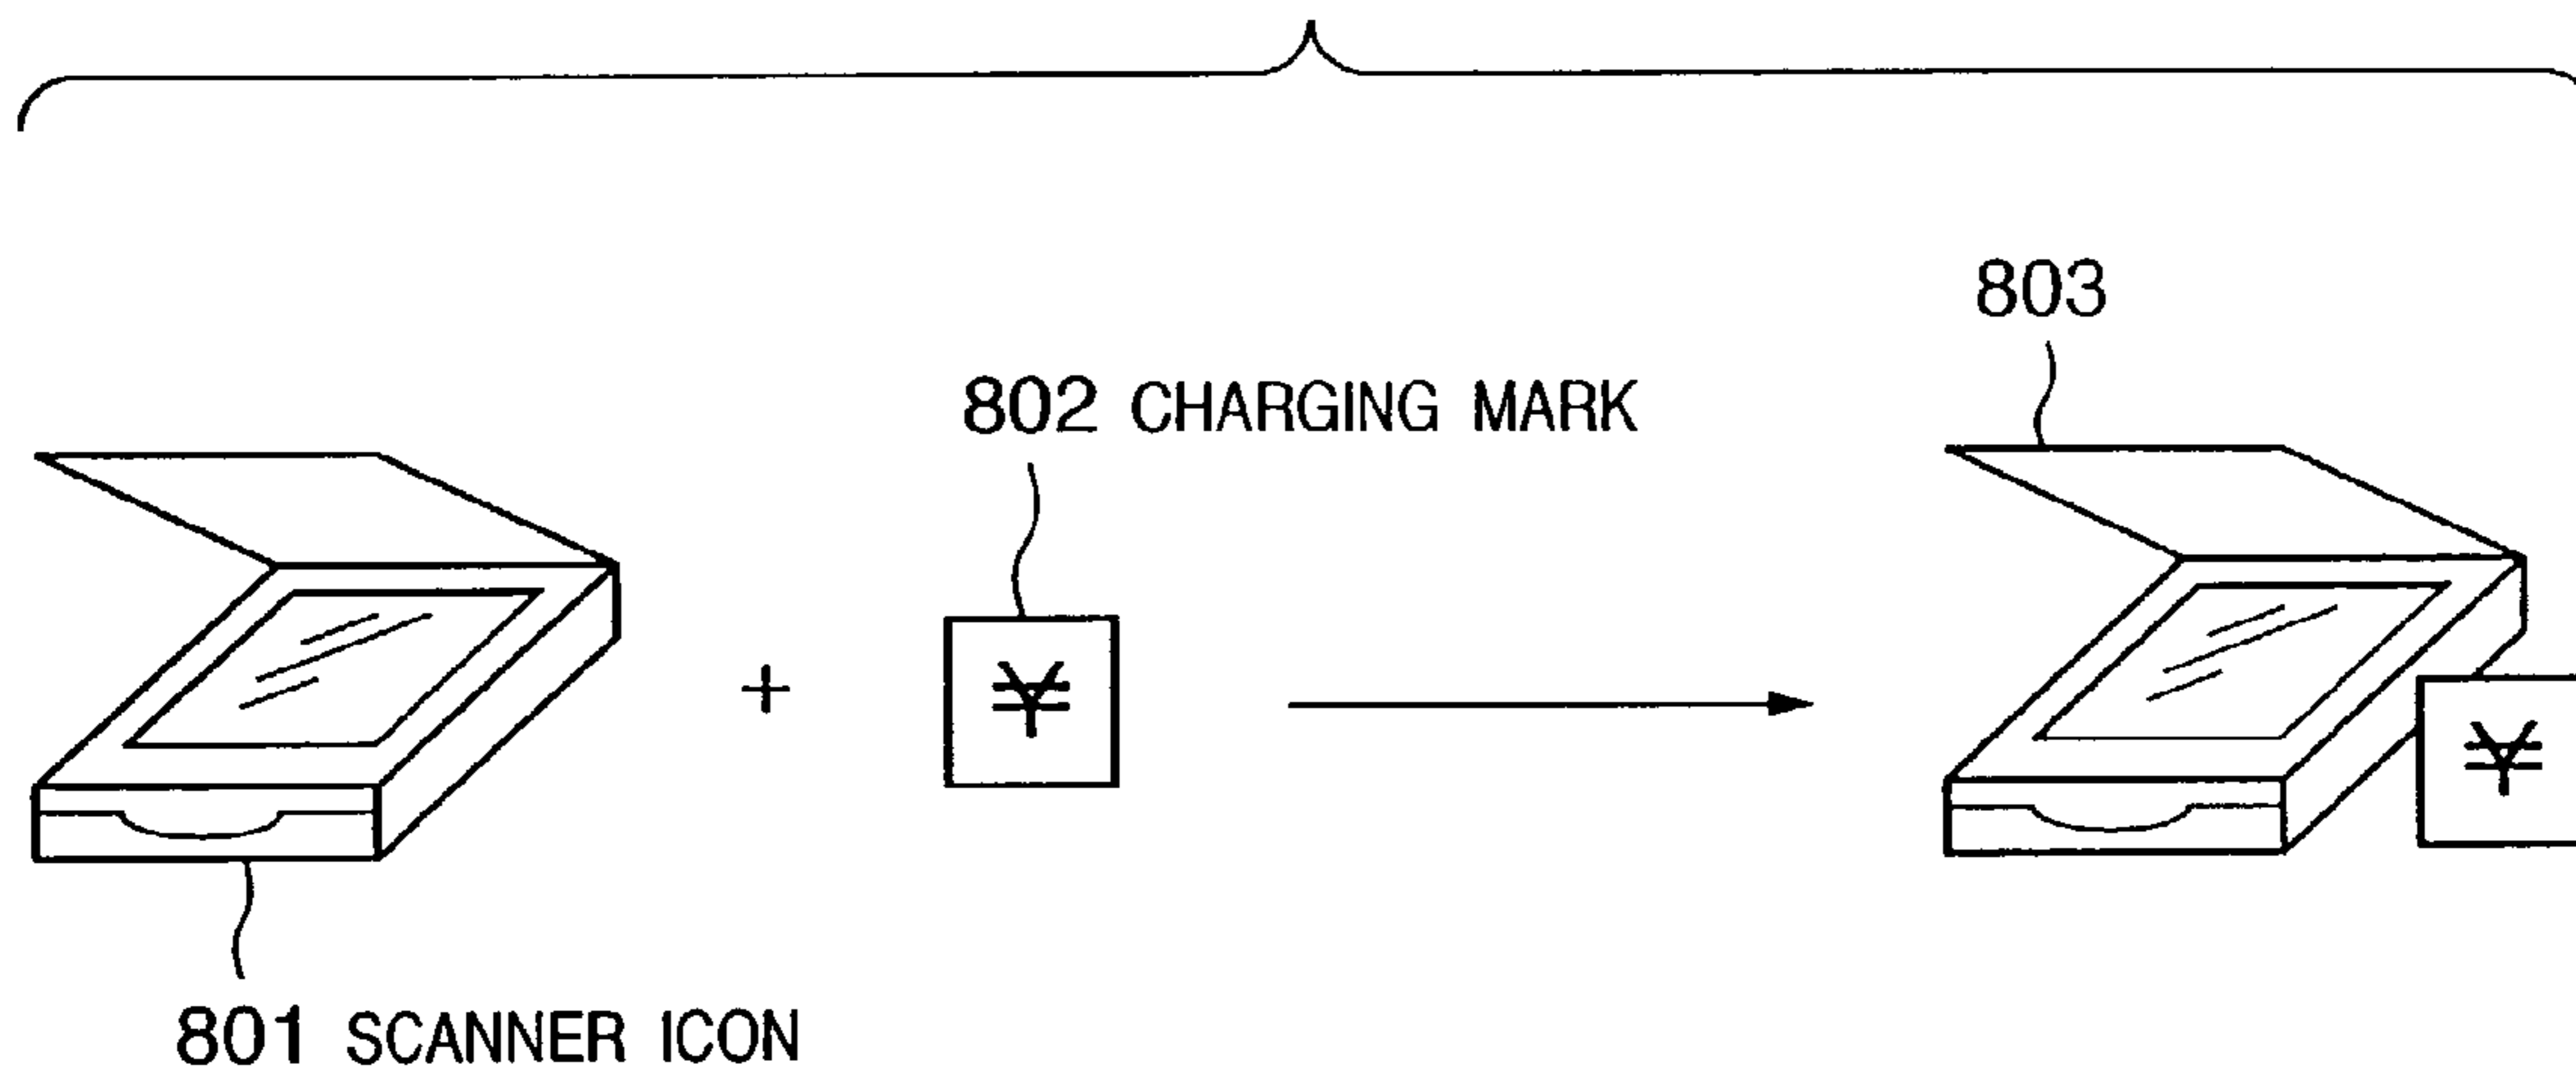 803
802 CHARGING MARK
+ ¥ ¥
801 SCANNER ICON